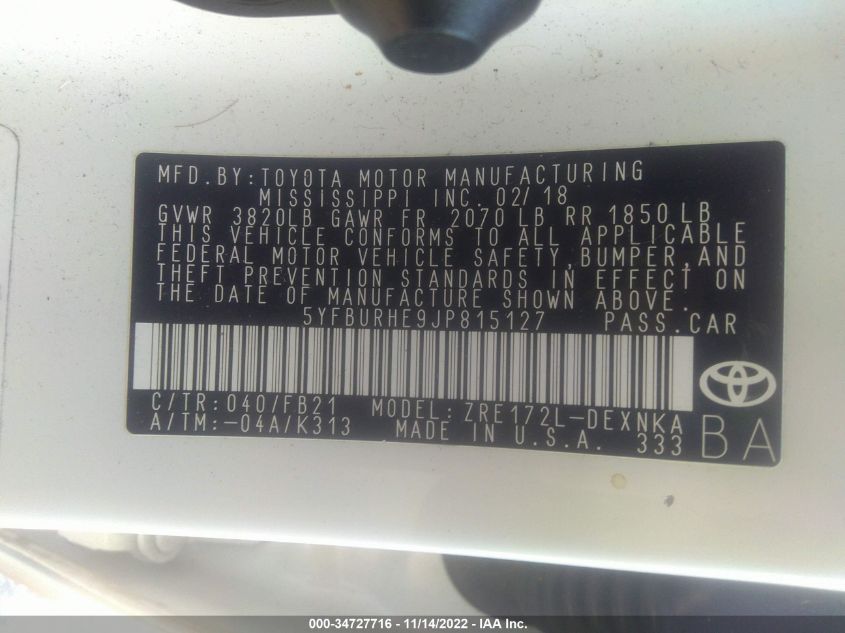 MFD.BY:TOYOTA MOTOR MANUFACTURING
MISSISSIPPI INC. 02/18
GVWR 3820LB GAWR FR 2070LB RR 1850LB
THIS VEHICLE CONFORMS TO ALL APPLICABLE
FEDERAL MOTOR VEHICLE SAFETY,BUMPER,AND
THEFT PREVENTION STANDARDS IN EFFECT ON
THE DATE OF MANUFACTURE SHOWN ABOVE.
5YFBURHE9JP815127 PASS.CAR
C/TR:040/FB21 MODEL:ZRE172L-DEXNKA
A/TM:-04A/K313 MADE IN U.S.A. 333
BA
000-34727716 - 11/14/2022 - IAA Inc.